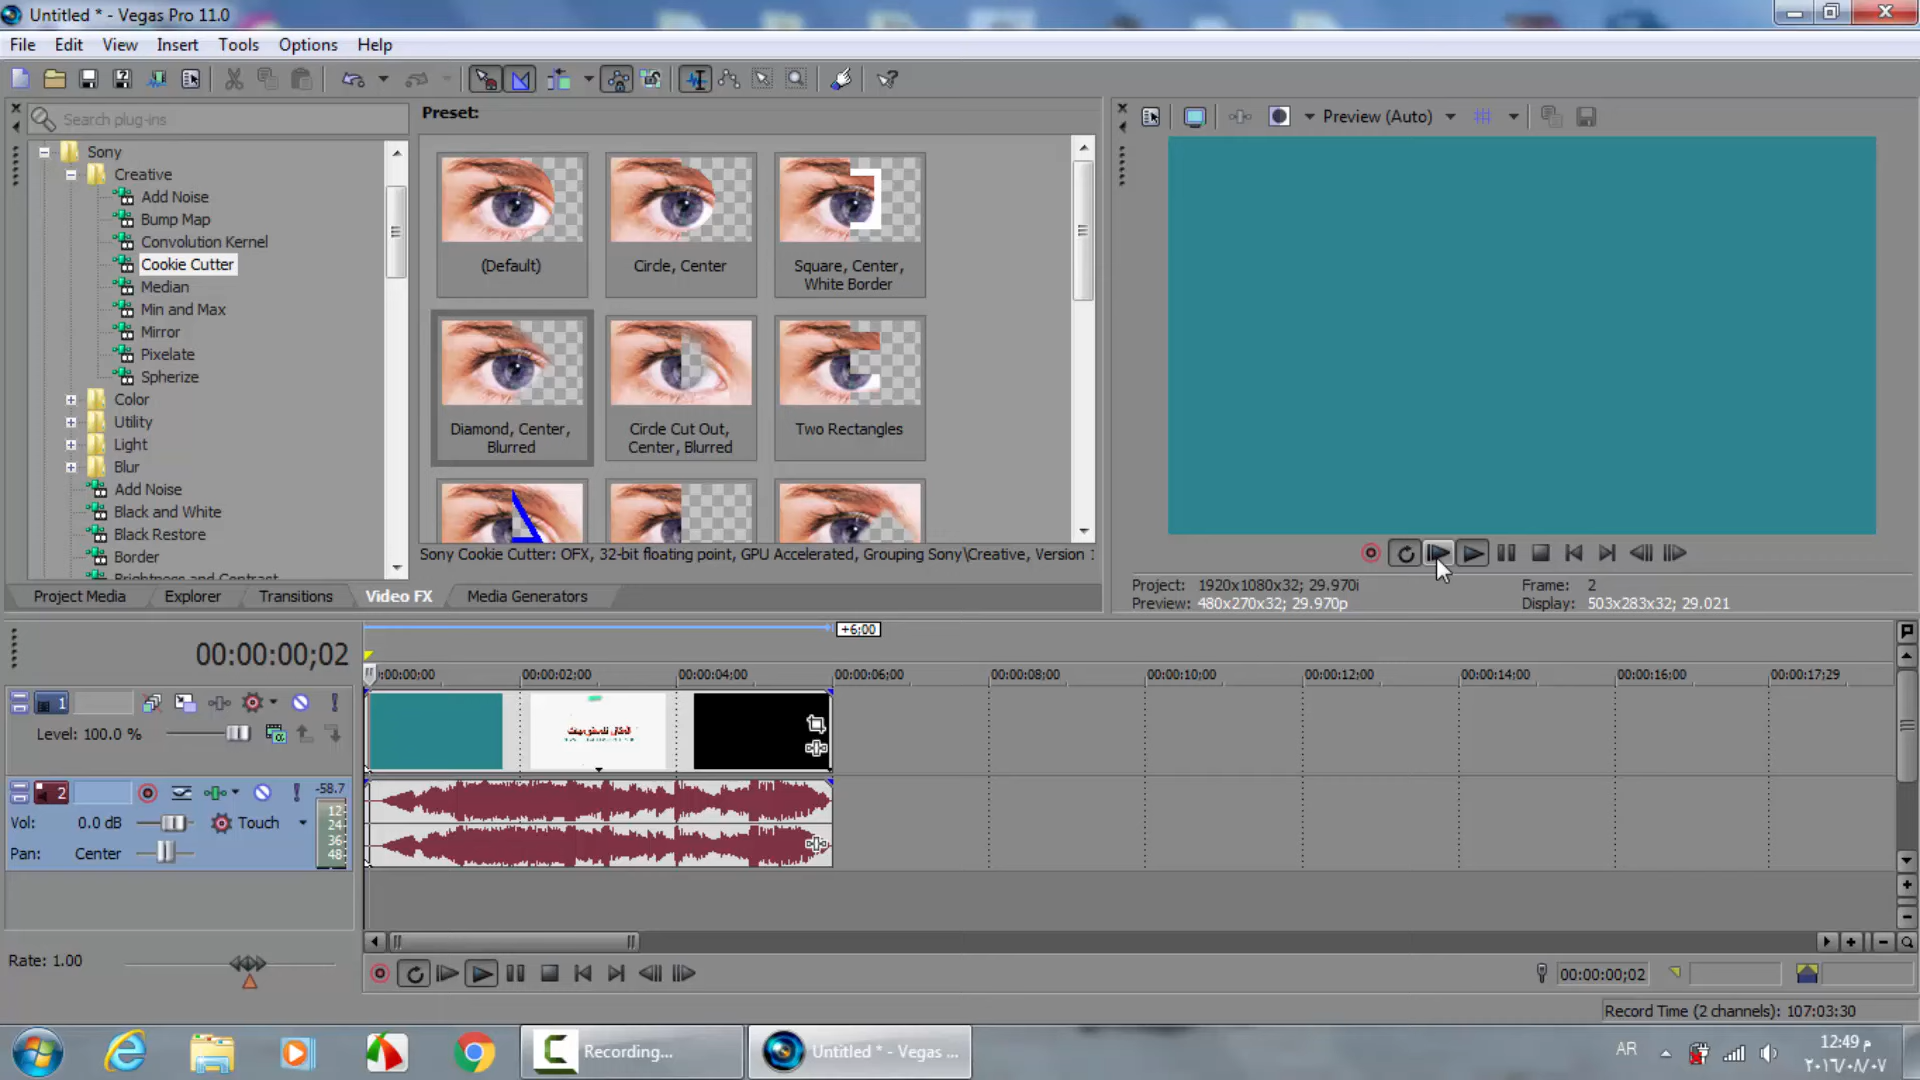 Untitled * - Vegas Pro 11.0
File Edit View Insert Tools Options Help
Search plug-ins
Sony
Creative
Add Noise
Bump Map
Convolution Kernel
Cookie Cutter
Median
Min and Max
Mirror
Pixelate
Spherize
Color
Utility
Light
Blur
Add Noise
Black and White
Black Restore
Border
Brightness and Contrast
Preset:
(Default)
Circle, Center
Square, Center,
White Border
Diamond, Center,
Blurred
Circle Cut Out,
Center, Blurred
Two Rectangles
Sony Cookie Cutter: OFX, 32-bit floating point, GPU Accelerated, Grouping Sony\Creative, Version 1
Project Media Explorer Transitions Video FX Media Generators
Preview (Auto)
Project: 1920x1080x32; 29.970i
Frame: 2
Preview: 480x270x32; 29.970p
Display: 503x283x32; 29.021
00:00:00;02
+6;00
:00:00;00 00:00:02;00 00:00:04;00 00:00:06;00 00:00:08;00 00:00:10;00 00:00:12;00 00:00:14;00 00:00:16;00 00:00:17;29
1
Level: 100.0 %
2
-58.7
12
24
36
48
Vol: 0.0 dB Touch
Pan: Center
Rate: 1.00
00:00:00;02
Record Time (2 channels): 107:03:30
Recording...
Untitled * - Vegas ...
AR
12:49 م
٢٠١٦/٠٨/٠٧